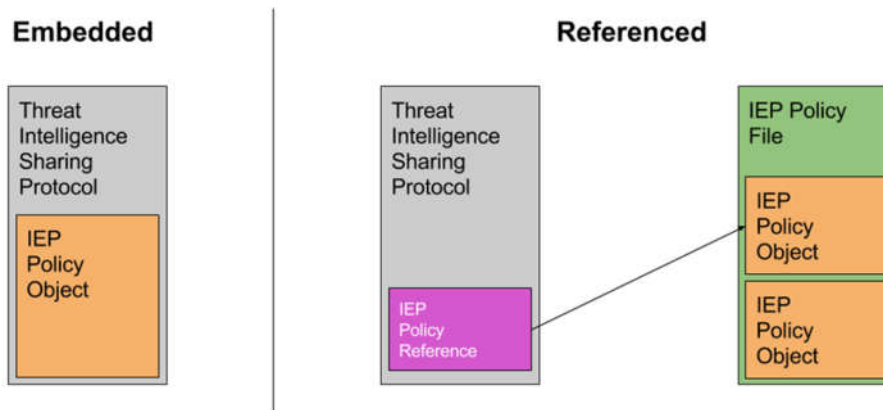 Embedded
Referenced
Threat
Intelligence
Sharing
Protocol
IEP
Policy
Object
Threat
Intelligence
Sharing
Protocol
IEP
Policy
Reference
IEP Policy
File
IEP
Policy
Object
IEP
Policy
Object